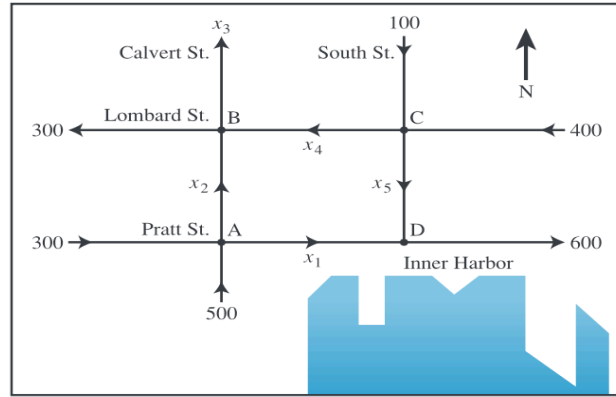 x3
100
Calvert St.
South St.
N
Lombard St.
B
C
300
400
x4
x2
x5
Pratt St.
A
D
300
600
x1
Inner Harbor
500